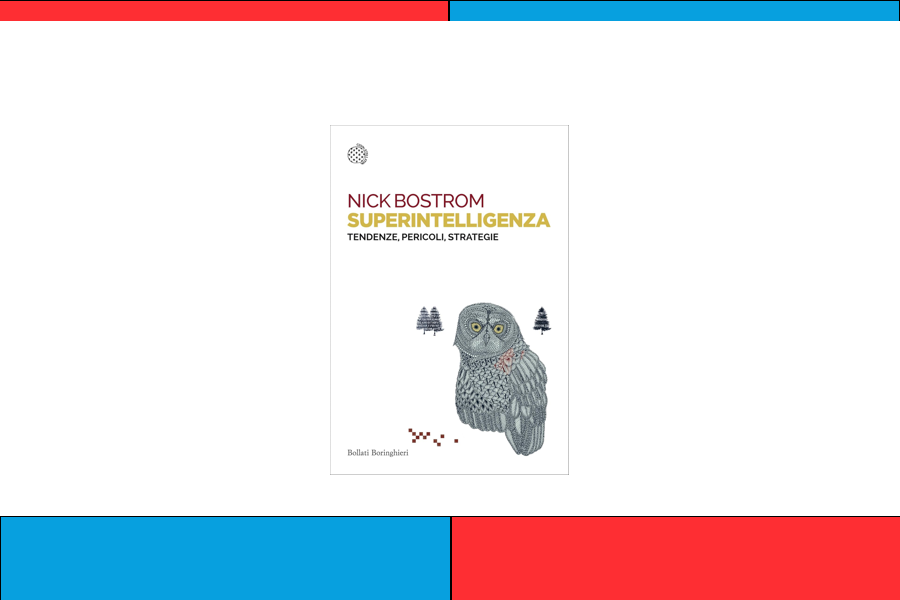 NICK BOSTROM
SUPERINTELLIGENZA
TENDENZE, PERICOLI, STRATEGIE
Bollati Boringhieri